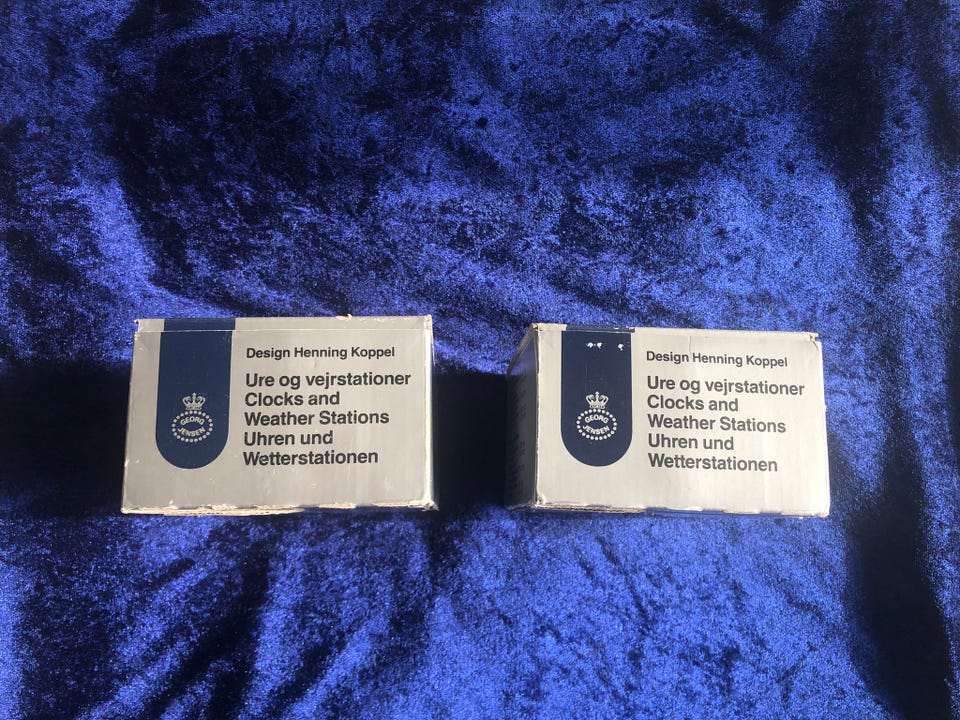 Design Henning Koppel
Ure og vejrstationer
Clocks and
Weather Stations
Uhren und
Wetterstationen
GEORG
JENSEN
Design Henning Koppel
Ure og vejrstationer
Clocks and
Weather Stations
Uhren und
Wetterstationen
GEORG
JENSEN